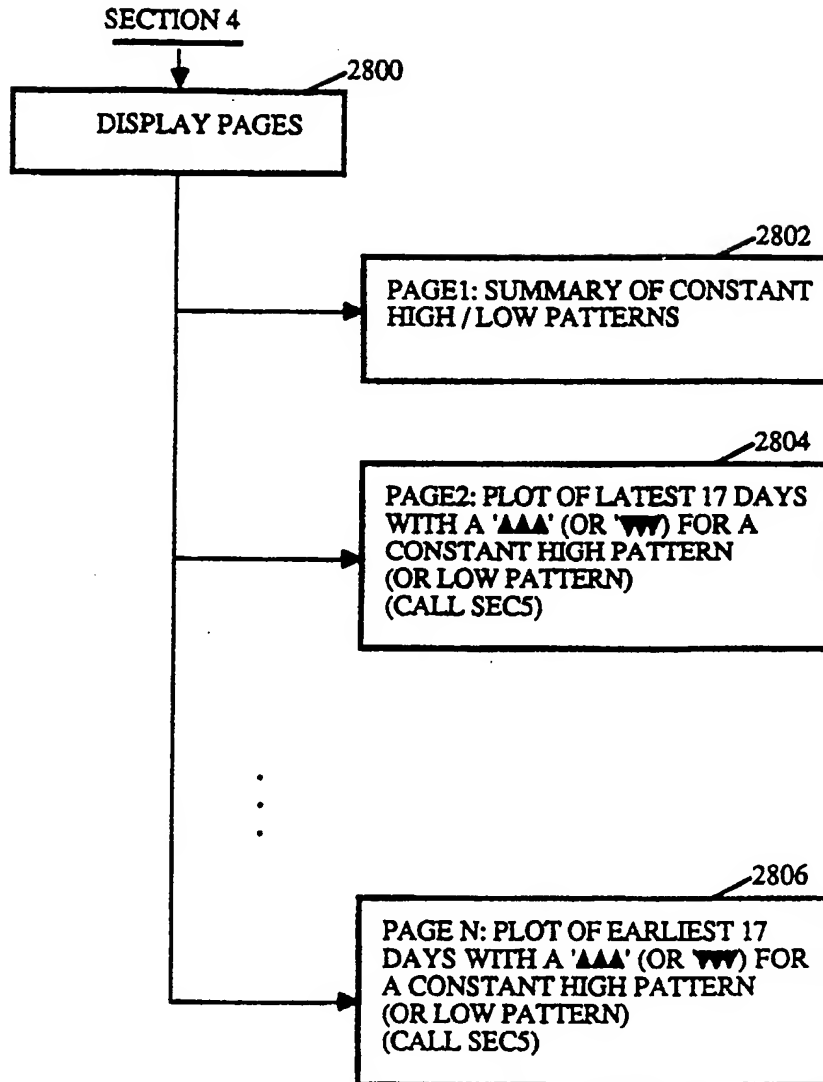 SECTION 4
2800
DISPLAY PAGES
2802
PAGE1: SUMMARY OF CONSTANT
HIGH / LOW PATTERNS
2804
PAGE2: PLOT OF LATEST 17 DAYS
WITH A '▲▲▲' (OR '▼▼▼') FOR A
CONSTANT HIGH PATTERN
(OR LOW PATTERN)
(CALL SEC5)
2806
PAGE N: PLOT OF EARLIEST 17
DAYS WITH A '▲▲▲' (OR '▼▼▼') FOR
A CONSTANT HIGH PATTERN
(OR LOW PATTERN)
(CALL SEC5)